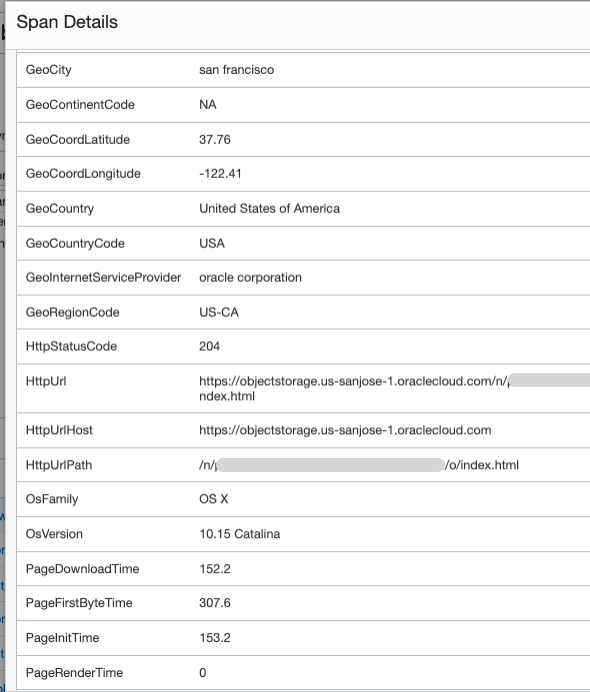 Span Details
GeoCity san francisco
GeoContinentCode NA
GeoCoordLatitude 37.76
GeoCoordLongitude -122.41
GeoCountry United States of America
GeoCountryCode USA
GeoInternetServiceProvider oracle corporation
GeoRegionCode US-CA
HttpStatusCode 204
HttpUrl https://objectstorage.us-sanjose-1.oraclecloud.com/n/
ndex.html
HttpUrlHost https://objectstorage.us-sanjose-1.oraclecloud.com
HttpUrlPath /n/ /o/index.html
OsFamily OS X
OsVersion 10.15 Catalina
PageDownloadTime 152.2
PageFirstByteTime 307.6
PageInitTime 153.2
PageRenderTime 0